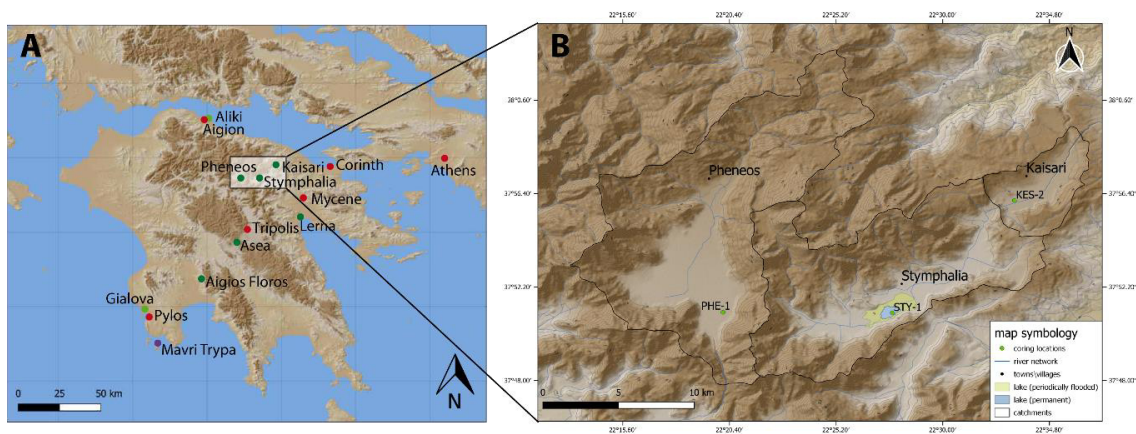 A
Aliki
Aigion
Pheneos
Kaisari
Stymphalia
Corinth
Athens
Mycene
Lerna
Tripolis
Asea
Aigios Floros
Gialova
Pylos
Mavri Trypa
0 25 50 km
N
B
22°15.60' 22°20.40' 22°25.20' 22°30.00' 22°34.80'
N
38°0.60' 38°0.60'
Pheneos
Kaisari
37°56.40' 37°56.40'
KES-2
Stymphalia
37°52.20' 37°52.20'
PHE-1
STY-1
map symbology
coring locations
river network
towns\villages
lake (periodically flooded)
lake (permanent)
catchments
37°48.00' 37°48.00'
0 5 10 km
22°15.60' 22°20.40' 22°25.20' 22°30.00' 22°34.80'